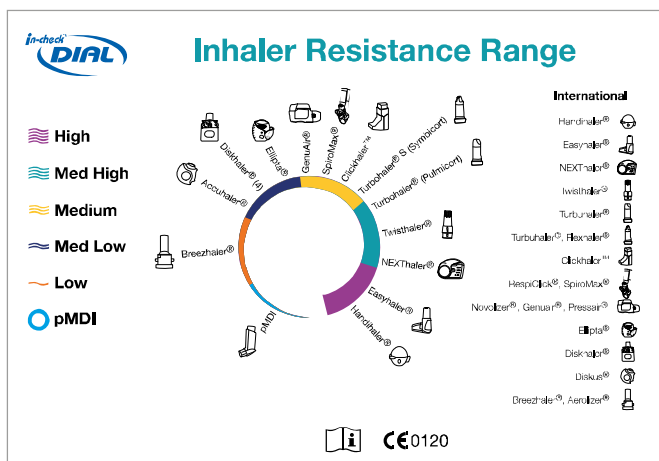 in-check
DIAL
Inhaler Resistance Range
High
Med High
Medium
Med Low
Low
pMDI
pMDI
Breezhaler®
Accuhaler®
Diskhaler® (4)
Ellipta®
GenuAir®
SpiroMax®
Clickhaler™
Turbohaler® S (Symbicort)
Turbohaler® (Pulmicort)
Twisthaler®
NEXThaler®
Easyhaler®
Handihaler®
International
Handihaler®
Easyhaler®
NEXThaler®
Twisthaler®
Turbuhaler®
Turbuhaler®, Flexhaler®
Clickhaler™
RespiClick®, SpiroMax®
Novolizer®, Genuair®, Pressair®
Ellipta®
Diskhaler®
Diskus®
Breezhaler®, Aerolizer®
i
CE 0120